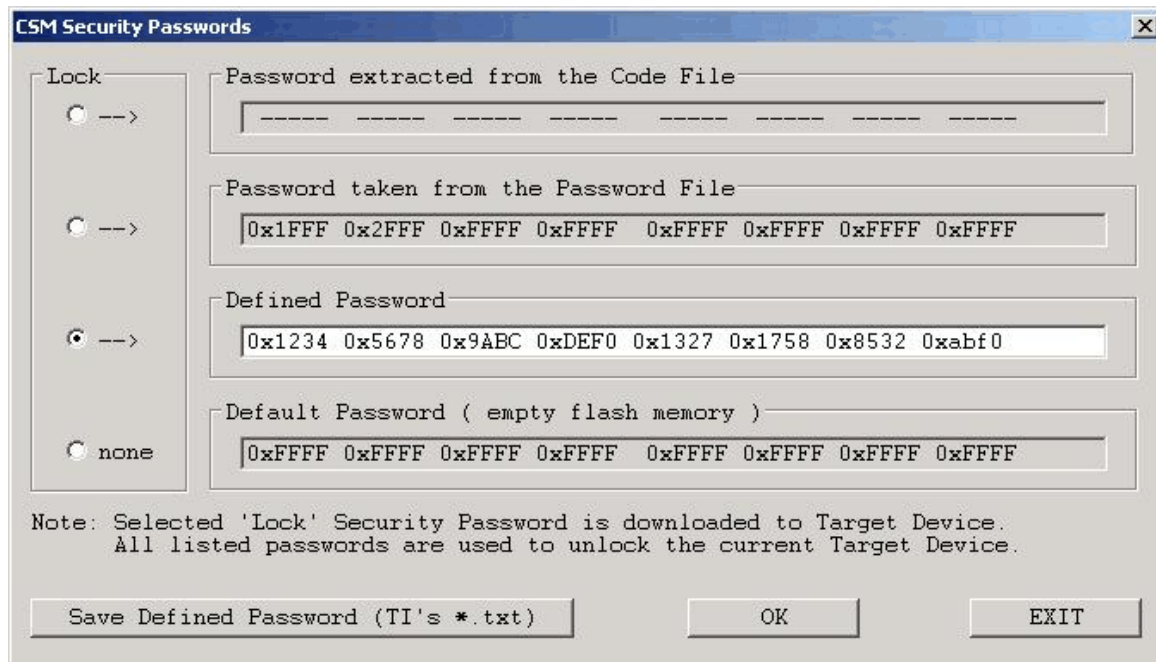 CSM Security Passwords
Lock
Password extracted from the Code File
--> ----- ----- ----- ----- ----- ----- ----- -----
Password taken from the Password File
--> 0x1FFF 0x2FFF 0xFFFF 0xFFFF 0xFFFF 0xFFFF 0xFFFF 0xFFFF
Defined Password
--> 0x1234 0x5678 0x9ABC 0xDEF0 0x1327 0x1758 0x8532 0xabf0
Default Password ( empty flash memory )
none 0xFFFF 0xFFFF 0xFFFF 0xFFFF 0xFFFF 0xFFFF 0xFFFF 0xFFFF
Note: Selected 'Lock' Security Password is downloaded to Target Device.
All listed passwords are used to unlock the current Target Device.
Save Defined Password (TI's *.txt) OK EXIT